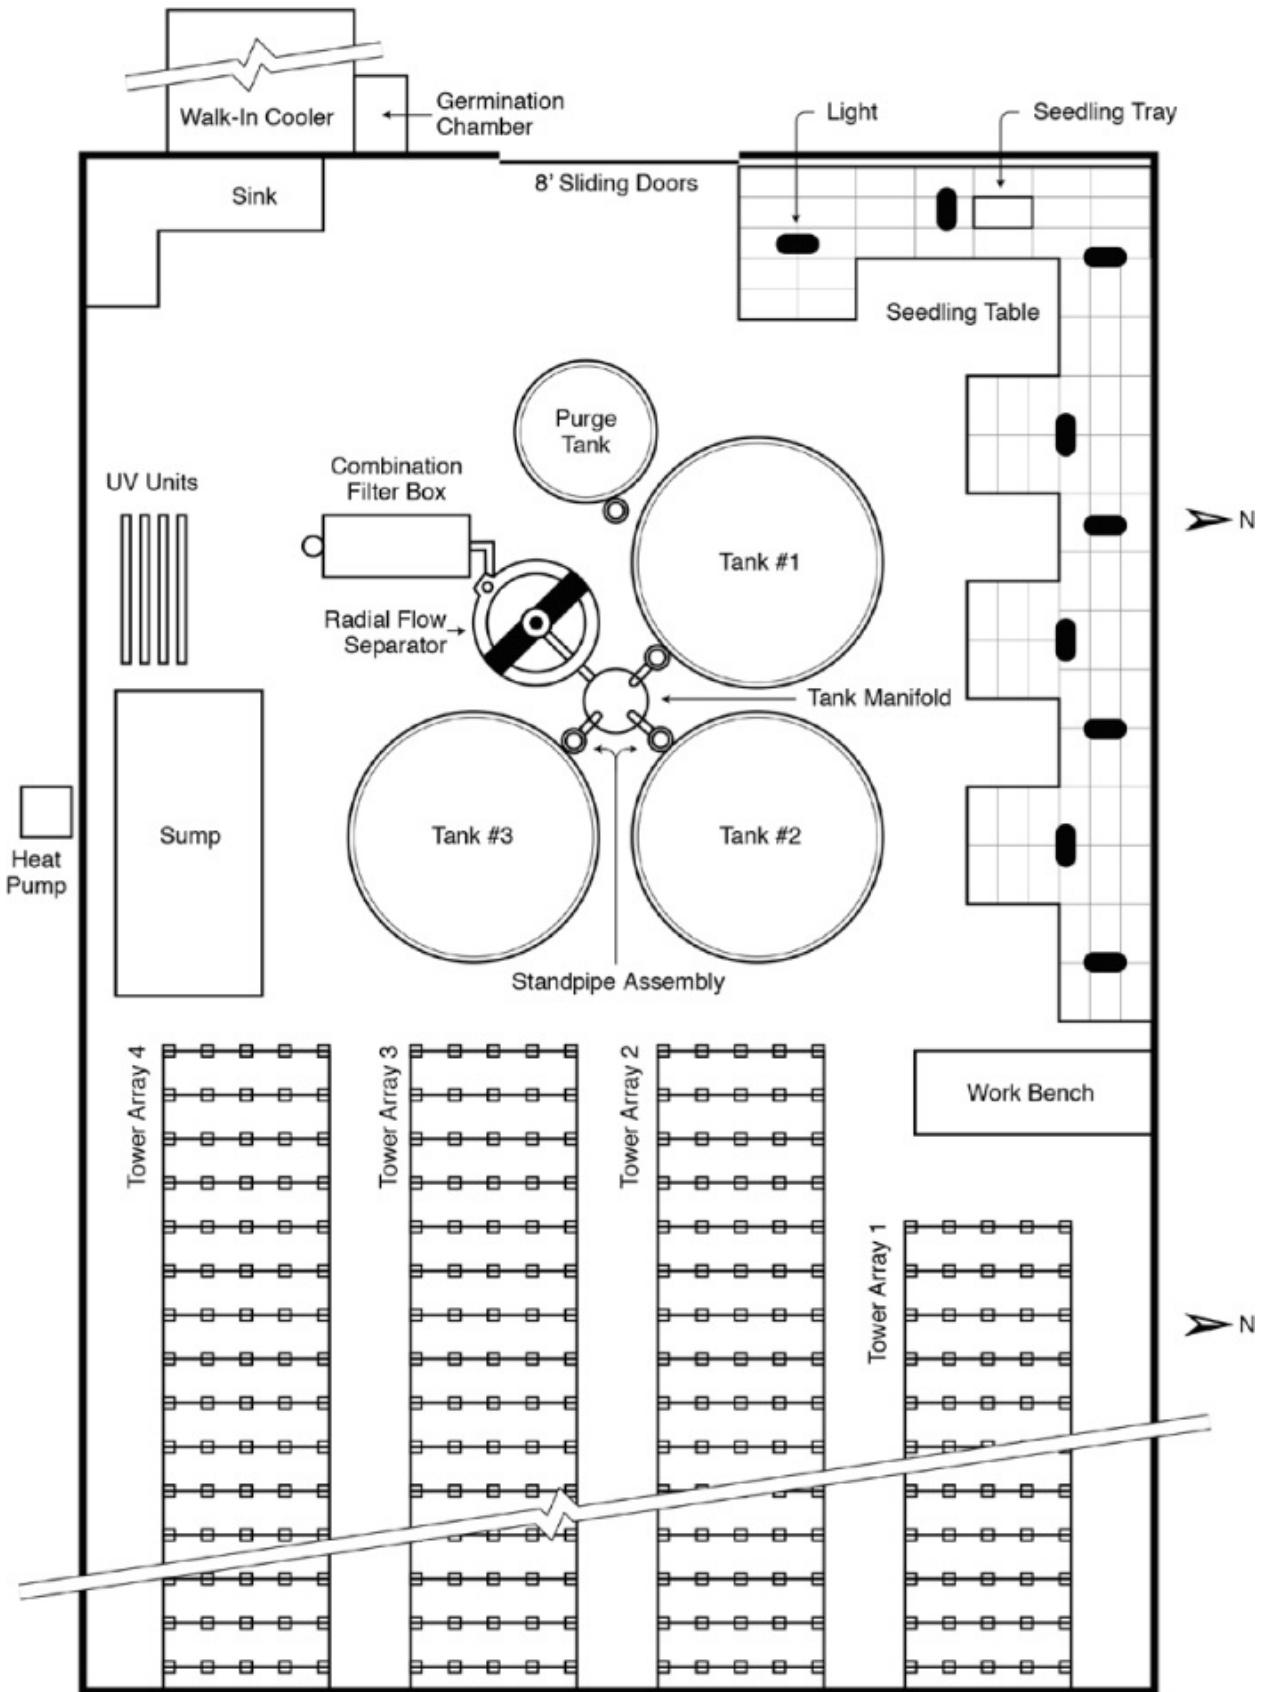 Walk-In Cooler
Germination
Chamber
Light
Seedling Tray
Sink
8' Sliding Doors
Seedling Table
Purge
Tank
Combination
Filter Box
UV Units
N
Tank #1
Radial Flow
Separator
Tank Manifold
Sump
Tank #3
Tank #2
Heat
Pump
Standpipe Assembly
Tower Array 4
Tower Array 3
Tower Array 2
Work Bench
Tower Array 1
N